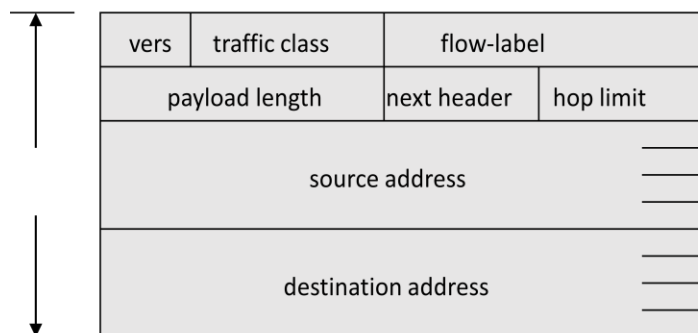 vers traffic class flow-label
payload length next header hop limit
source address
destination address